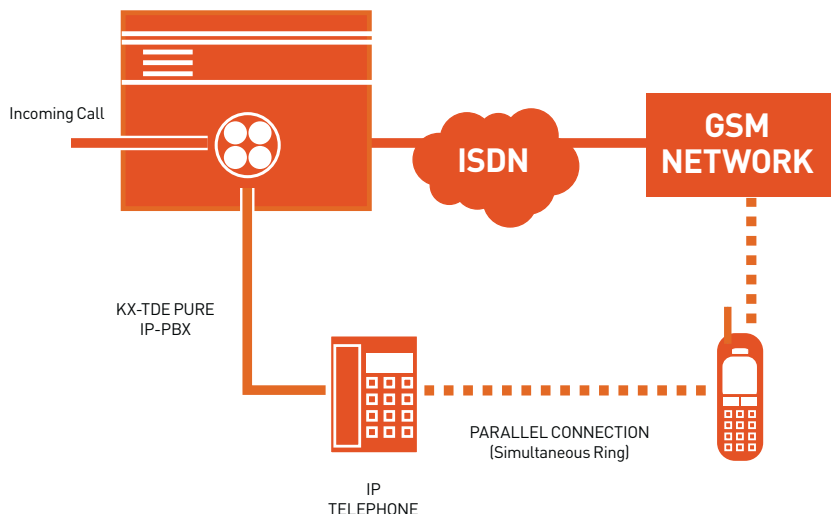 Incoming Call
ISDN
GSM
NETWORK
KX-TDE PURE
IP-PBX
PARALLEL CONNECTION
(Simultaneous Ring)
IP
TELEPHONE